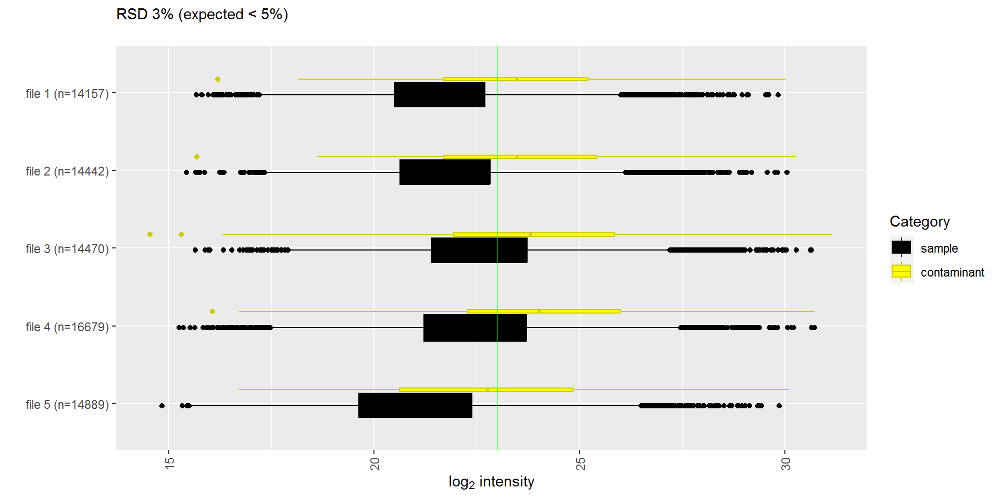 RSD 3% (expected < 5%)
file 1 (n=14157)
file 2 (n=14442)
file 3 (n=14470)
file 4 (n=16679)
file 5 (n=14889)
15
20
25
30
log₂ intensity
Category
sample
contaminant